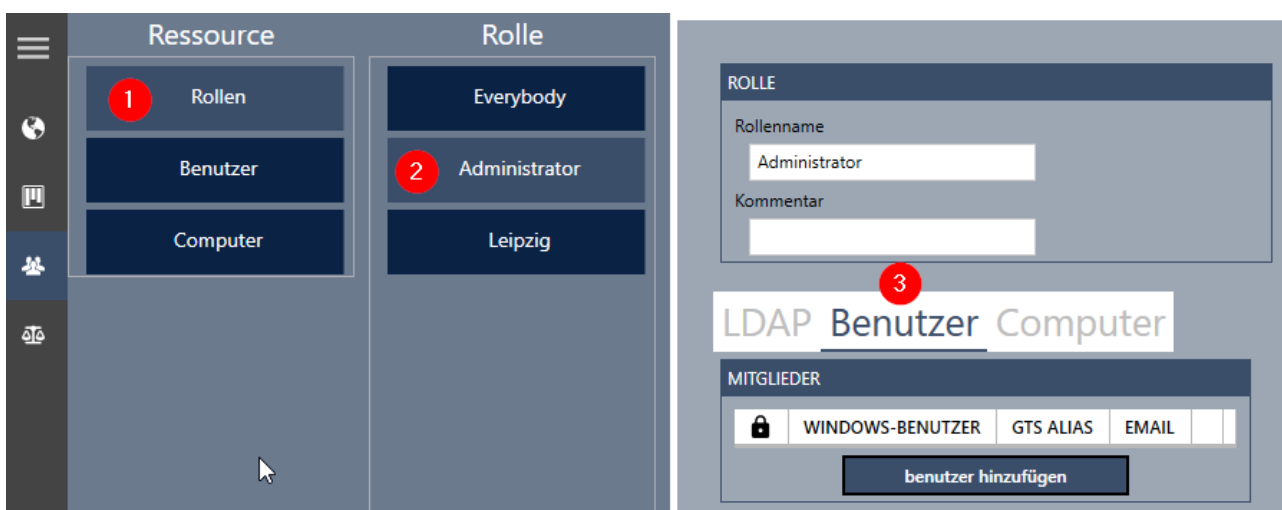 Ressource
Rolle
1
Rollen
Everybody
Benutzer
2
Administrator
Computer
Leipzig
ROLLE
Rollenname
Administrator
Kommentar
3
LDAP Benutzer Computer
MITGLIEDER
WINDOWS-BENUTZER GTS ALIAS EMAIL
benutzer hinzufügen